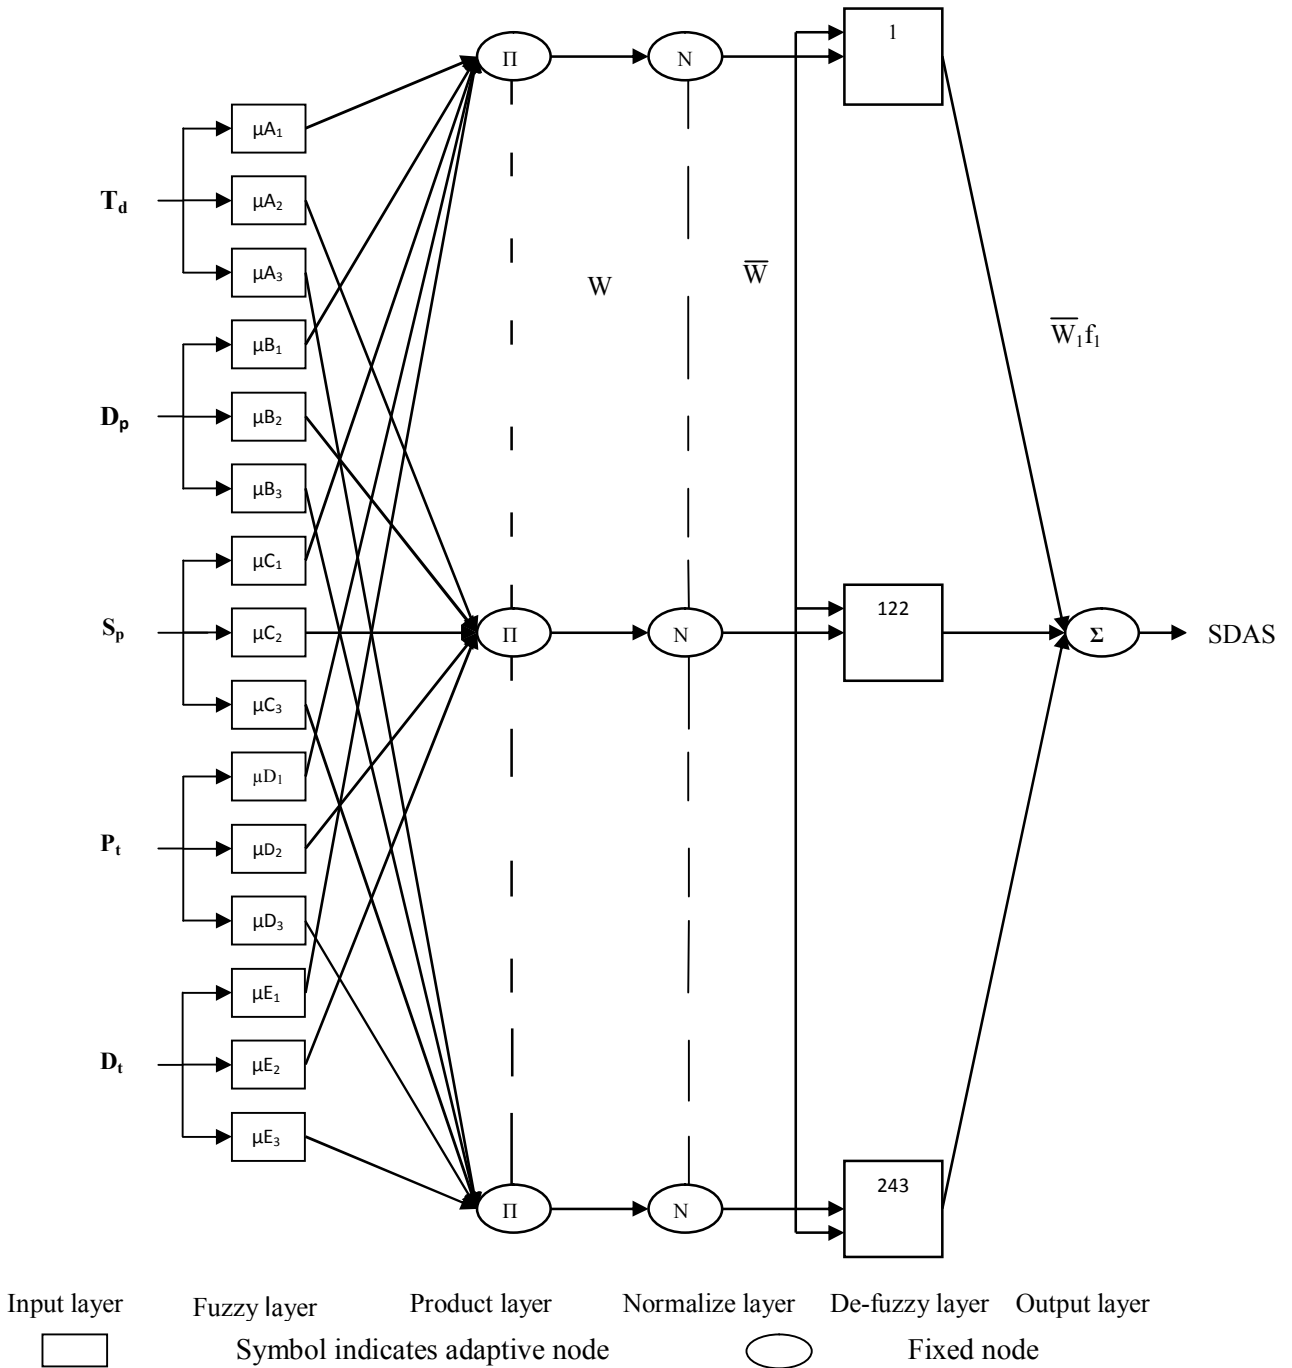 Π
N
1
μA1
μA2
Td
μA3
W
W̅
μB1
W̅1f1
μB2
Dp
μB3
μC1
μC2
Sp
Π
N
122
Σ
SDAS
μC3
μD1
μD2
Pt
μD3
μE1
μE2
Dt
μE3
Π
N
243
Input layer Fuzzy layer Product layer Normalize layer De-fuzzy layer Output layer
Symbol indicates adaptive node Fixed node